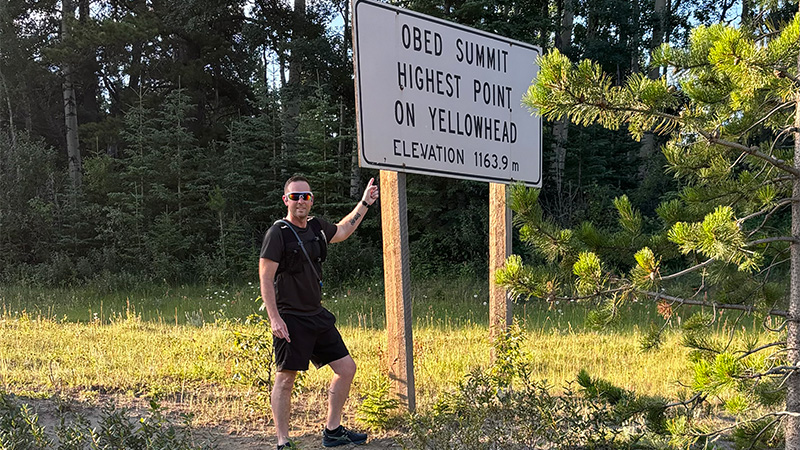 OBED SUMMIT
HIGHEST POINT
ON YELLOWHEAD
ELEVATION 1163.9 m